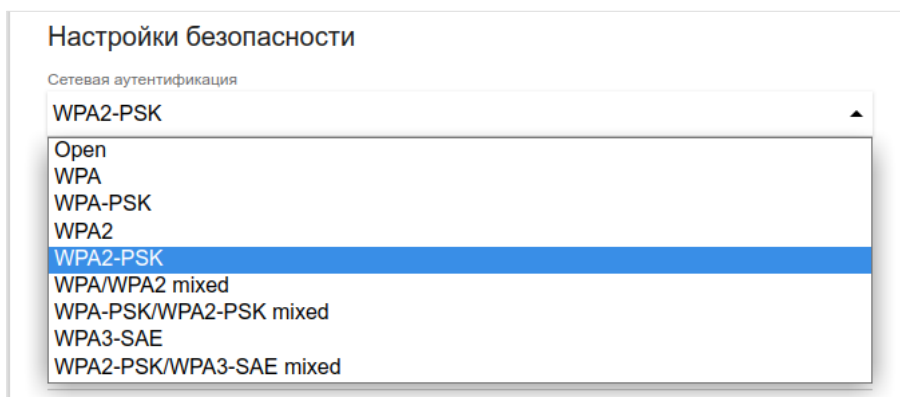 Настройки безопасности
Сетевая аутентификация
WPA2-PSK
Open
WPA
WPA-PSK
WPA2
WPA2-PSK
WPA/WPA2 mixed
WPA-PSK/WPA2-PSK mixed
WPA3-SAE
WPA2-PSK/WPA3-SAE mixed